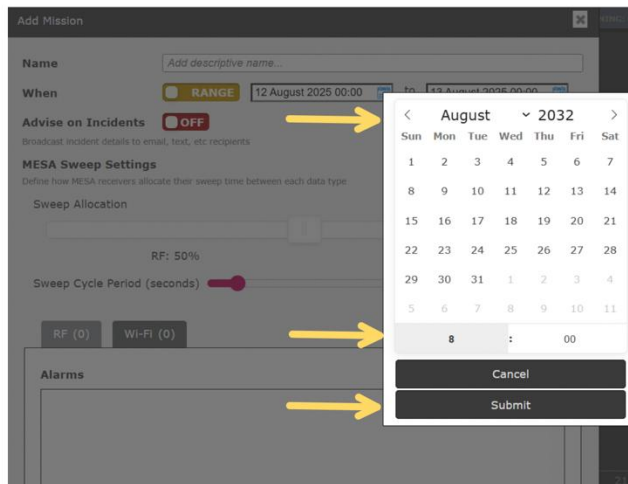 Add Mission
Name Add descriptive name...
When RANGE 12 August 2025 00:00 to 13 August 2025 00:00
Advise on Incidents OFF
Broadcast incident details to email, text, etc recipients
MESA Sweep Settings
Define how MESA receivers allocate their sweep time between each data type
Sweep Allocation
RF: 50%
Sweep Cycle Period (seconds)
RF (0) Wi-Fi (0)
Alarms
August 2032
Sun Mon Tue Wed Thu Fri Sat
1 2 3 4 5 6 7
8 9 10 11 12 13 14
15 16 17 18 19 20 21
22 23 24 25 26 27 28
29 30 31 1 2 3 4
5 6 7 8 9 10 11
8 : 00
Cancel
Submit